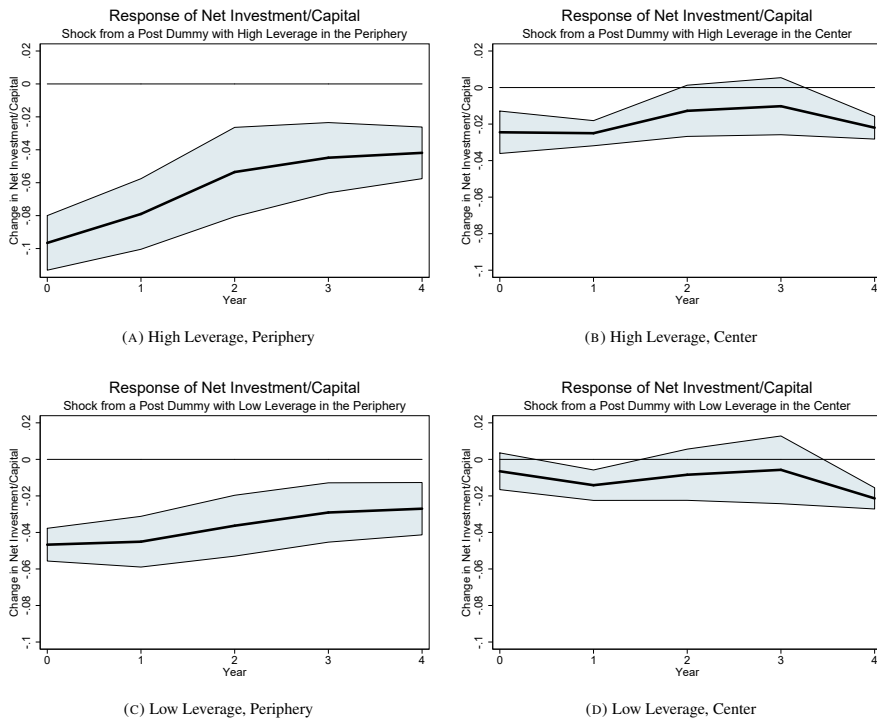 Response of Net Investment/Capital
Shock from a Post Dummy with High Leverage in the Periphery
Change in Net Investment/Capital
.02
0
-.02
-.04
-.06
-.08
-.1
0 1 2 3 4
Year
(A) High Leverage, Periphery
Response of Net Investment/Capital
Shock from a Post Dummy with High Leverage in the Center
Change in Net Investment/Capital
.02
0
-.02
-.04
-.06
-.08
-.1
0 1 2 3 4
Year
(B) High Leverage, Center
Response of Net Investment/Capital
Shock from a Post Dummy with Low Leverage in the Periphery
Change in Net Investment/Capital
.02
0
-.02
-.04
-.06
-.08
-.1
0 1 2 3 4
Year
(C) Low Leverage, Periphery
Response of Net Investment/Capital
Shock from a Post Dummy with Low Leverage in the Center
Change in Net Investment/Capital
.02
0
-.02
-.04
-.06
-.08
-.1
0 1 2 3 4
Year
(D) Low Leverage, Center